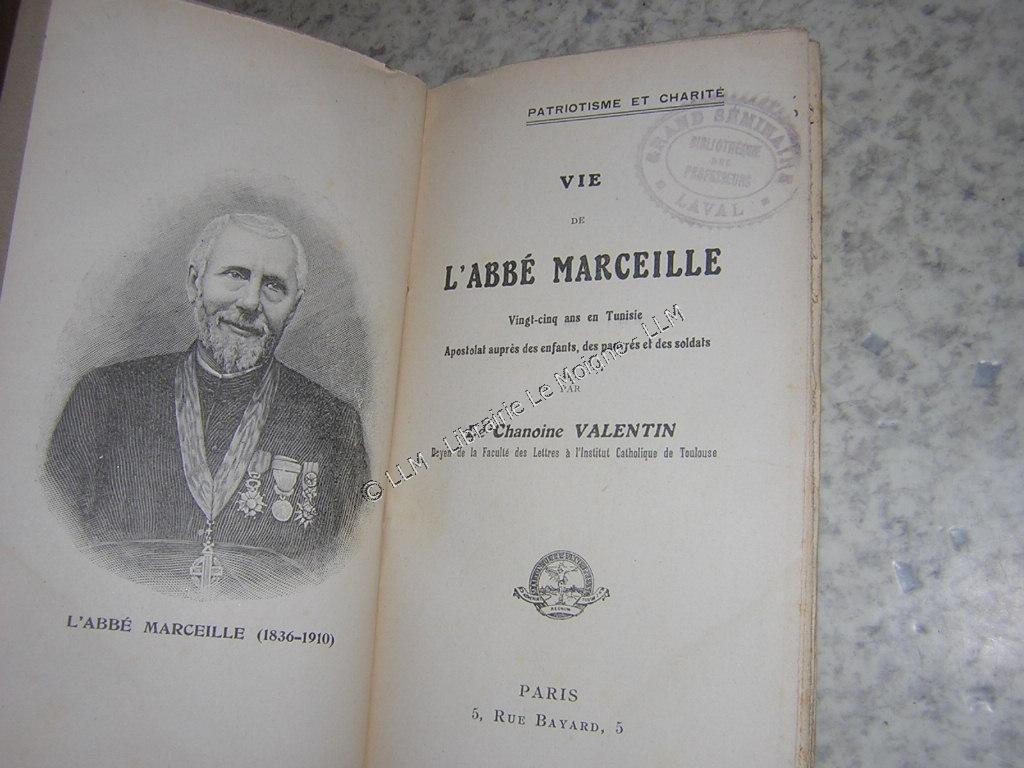 L'ABBÉ MARCEILLE (1836-1910)
PATRIOTISME ET CHARITÉ
GRAND SÉMINAIRE
BIBLIOTHÈQUE
DES
PROFESSEURS
LAVAL
VIE
DE
L'ABBÉ MARCEILLE
Vingt-cinq ans en Tunisie
Apostolat auprès des enfants, des pauvres et des soldats
PAR
Chanoine VALENTIN
Doyen de la Faculté des Lettres à l'Institut Catholique de Toulouse
PARIS
5, RUE BAYARD, 5
© LLM - Librairie Le Moigne - LLM